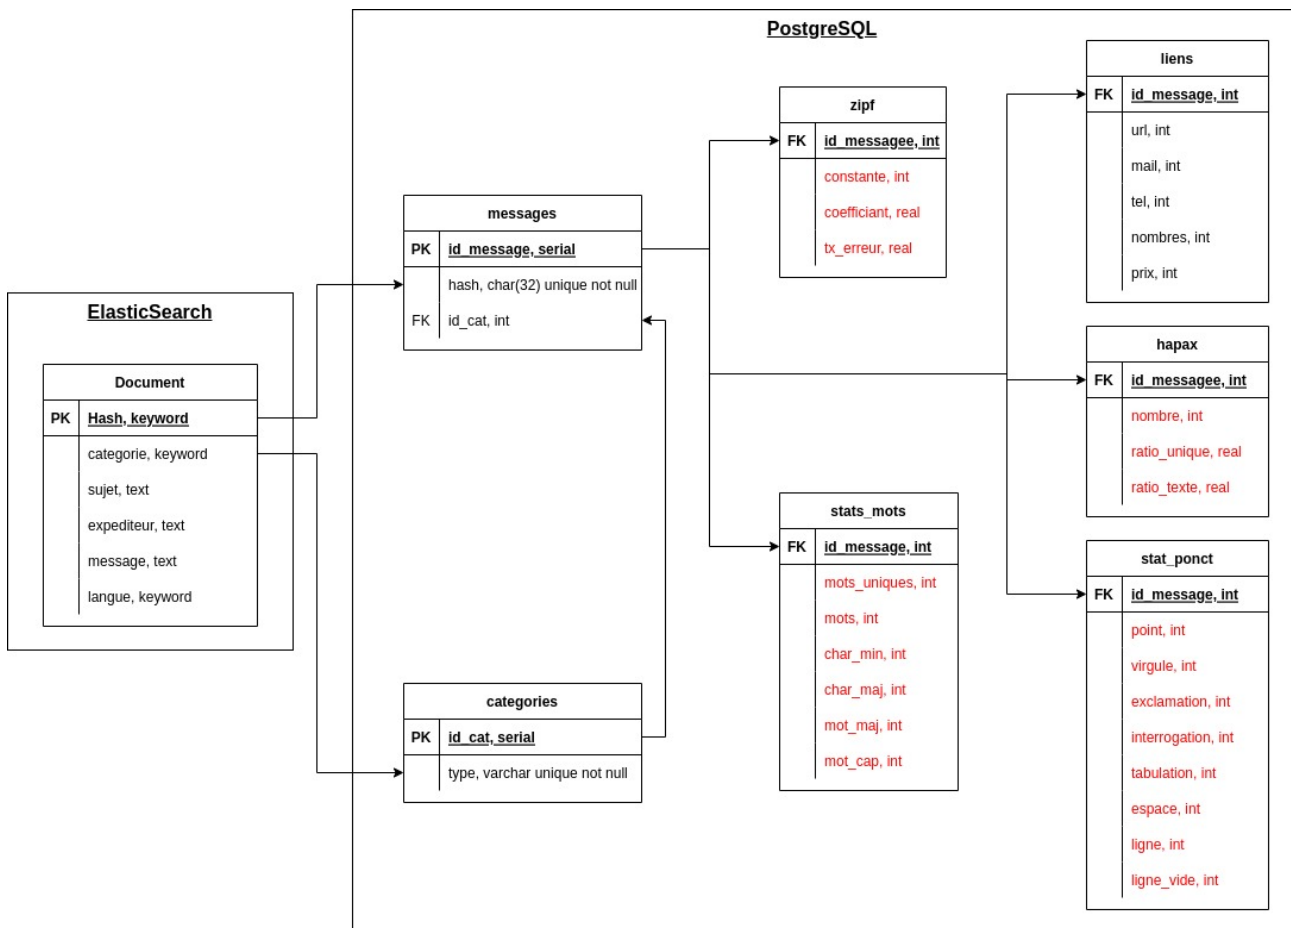 PostgreSQL
ElasticSearch
Document
PK Hash, keyword
categorie, keyword
sujet, text
expediteur, text
message, text
langue, keyword
messages
PK id_message, serial
hash, char(32) unique not null
FK id_cat, int
categories
PK id_cat, serial
type, varchar unique not null
zipf
FK id_messagee, int
constante, int
coefficiant, real
tx_erreur, real
stats_mots
FK id_message, int
mots_uniques, int
mots, int
char_min, int
char_maj, int
mot_maj, int
mot_cap, int
liens
FK id_message, int
url, int
mail, int
tel, int
nombres, int
prix, int
hapax
FK id_messagee, int
nombre, int
ratio_unique, real
ratio_texte, real
stat_ponct
FK id_message, int
point, int
virgule, int
exclamation, int
interrogation, int
tabulation, int
espace, int
ligne, int
ligne_vide, int